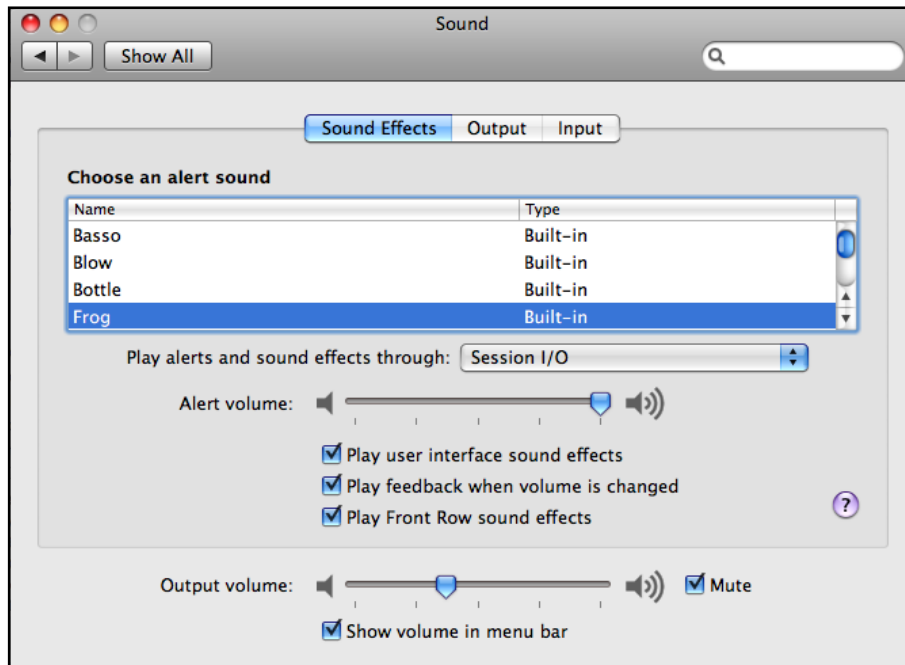 Sound
Show All
Sound Effects Output Input
Choose an alert sound
Name Type
Basso Built-in
Blow Built-in
Bottle Built-in
Frog Built-in
Play alerts and sound effects through: Session I/O
Alert volume:
Play user interface sound effects
Play feedback when volume is changed
Play Front Row sound effects
?
Output volume: Mute
Show volume in menu bar